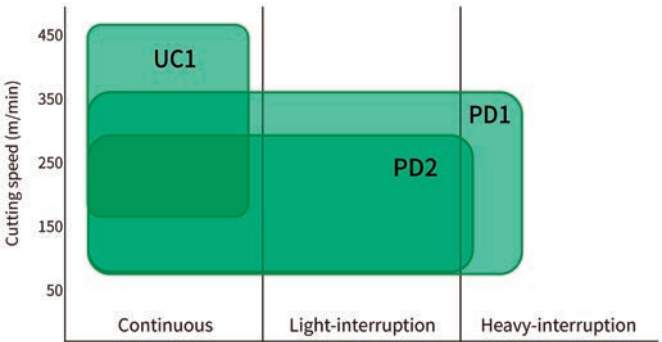 450
UC1
350
PD1
250
PD2
150
50
Cutting speed (m/min)
Continuous
Light-interruption
Heavy-interruption